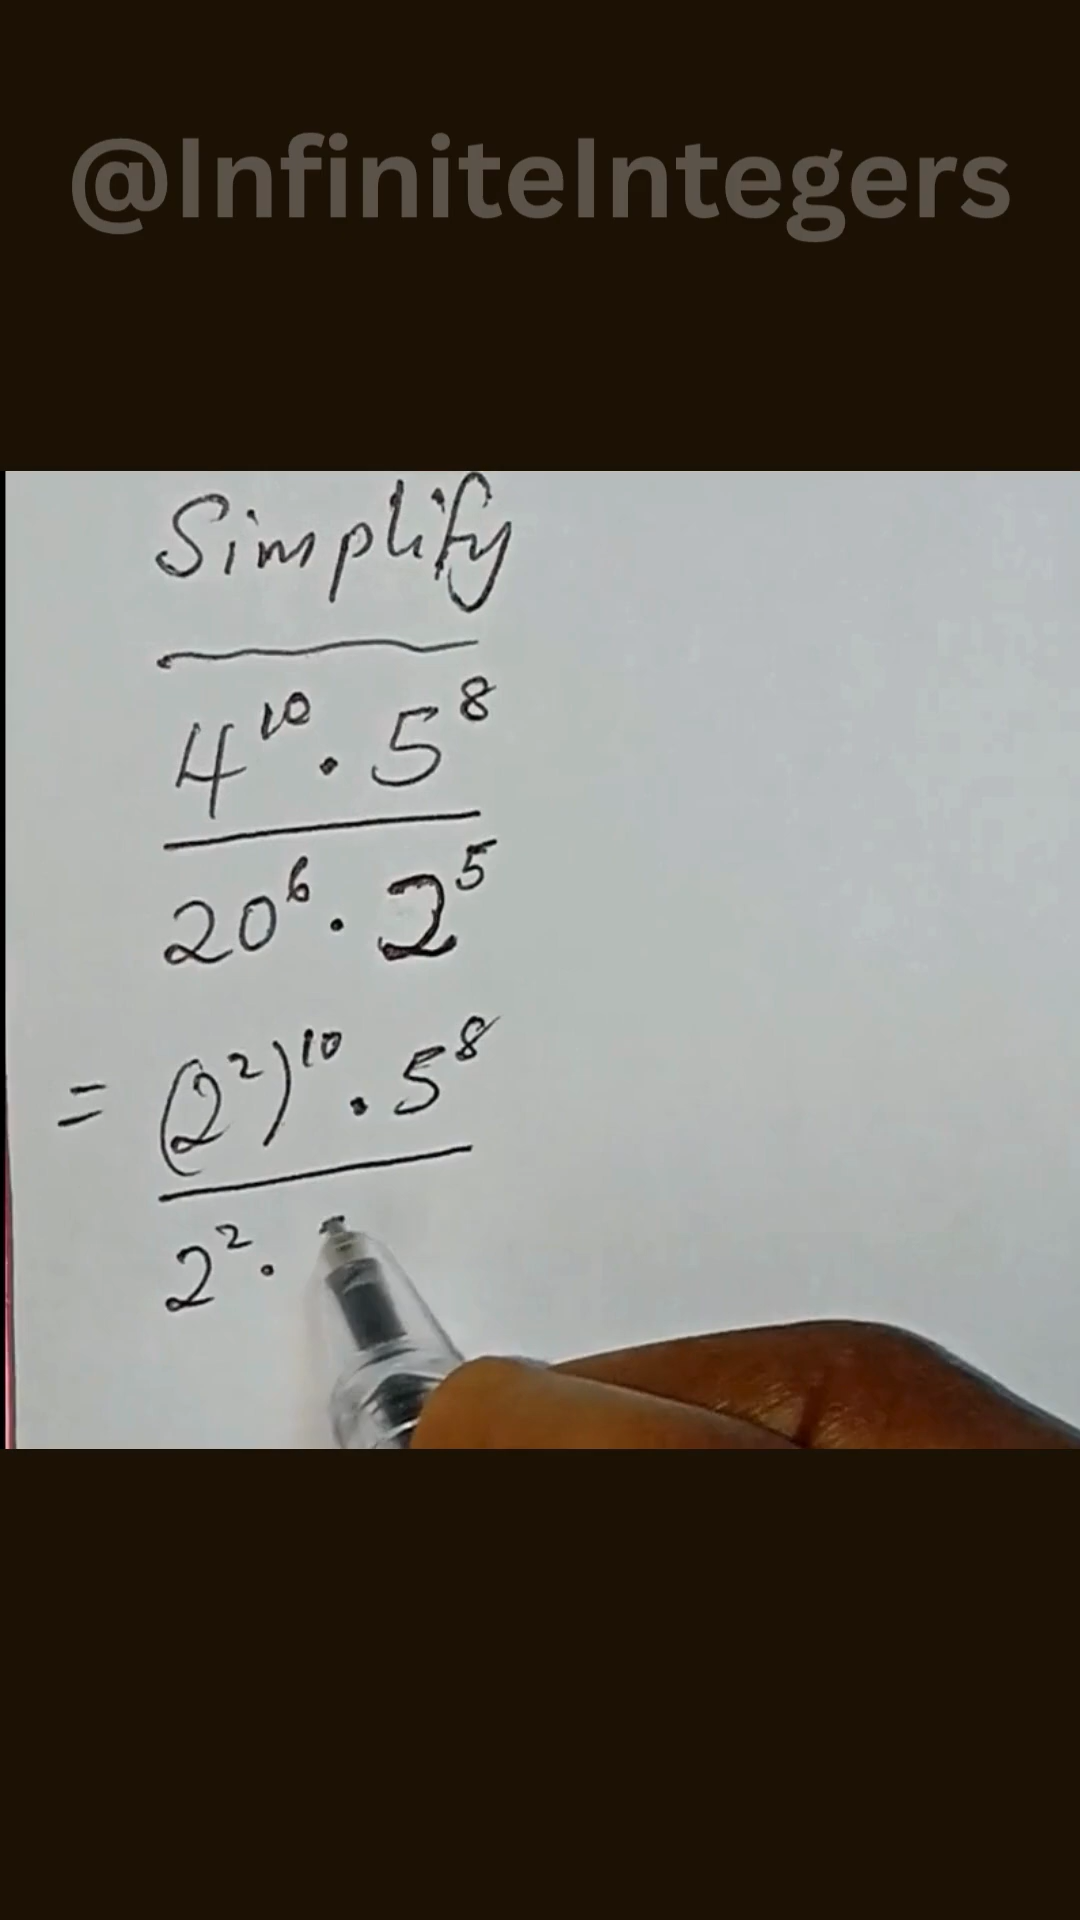 @InfiniteIntegers
Simplify
4¹⁰ · 5⁸
20⁶ · 2⁵
= (2²)¹⁰ · 5⁸
2² ·